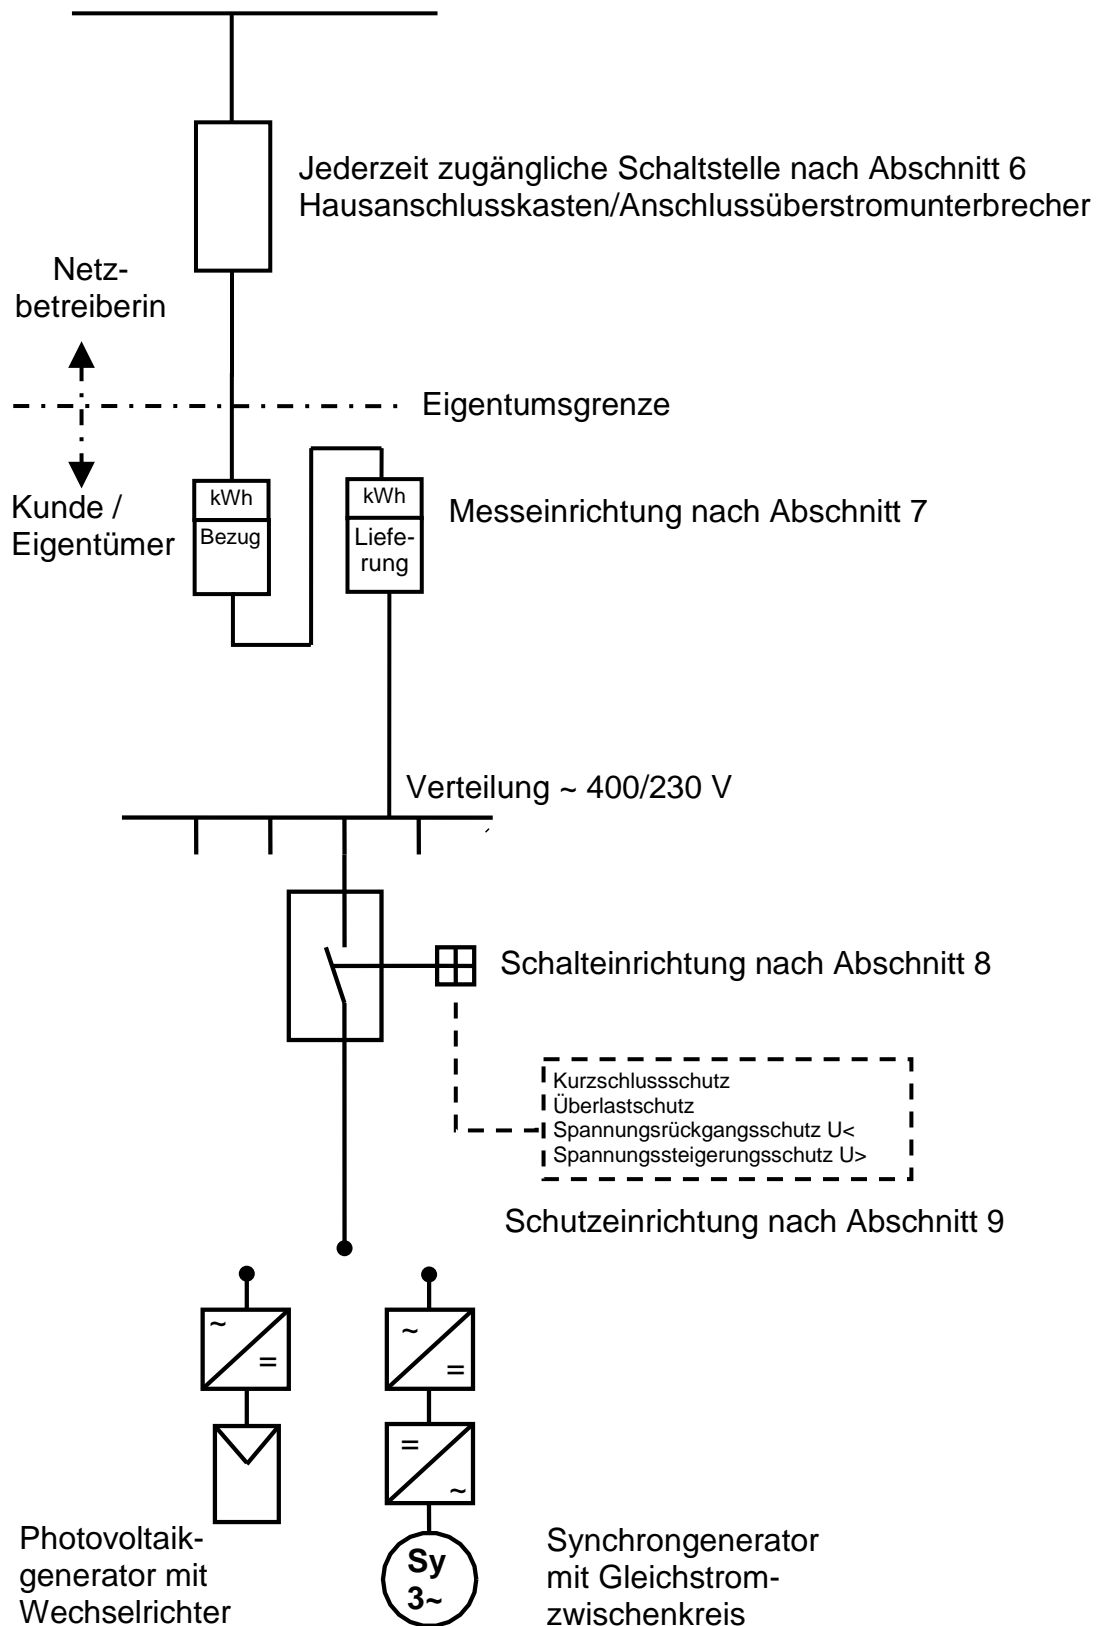 Jederzeit zugängliche Schaltstelle nach Abschnitt 6
Hausanschlusskasten/Anschlussüberstromunterbrecher
Netz-
betreiberin
Eigentumsgrenze
Kunde /
Eigentümer
kWh
Bezug
kWh
Liefe-
rung
Messeinrichtung nach Abschnitt 7
Verteilung ~ 400/230 V
Schalteinrichtung nach Abschnitt 8
Kurzschlussschutz
Überlastschutz
Spannungsrückgangsschutz U<
Spannungssteigerungsschutz U>
Schutzeinrichtung nach Abschnitt 9
~
=
~
=
=
~
Sy
3~
Photovoltaik-
generator mit
Wechselrichter
Synchrongenerator
mit Gleichstrom-
zwischenkreis